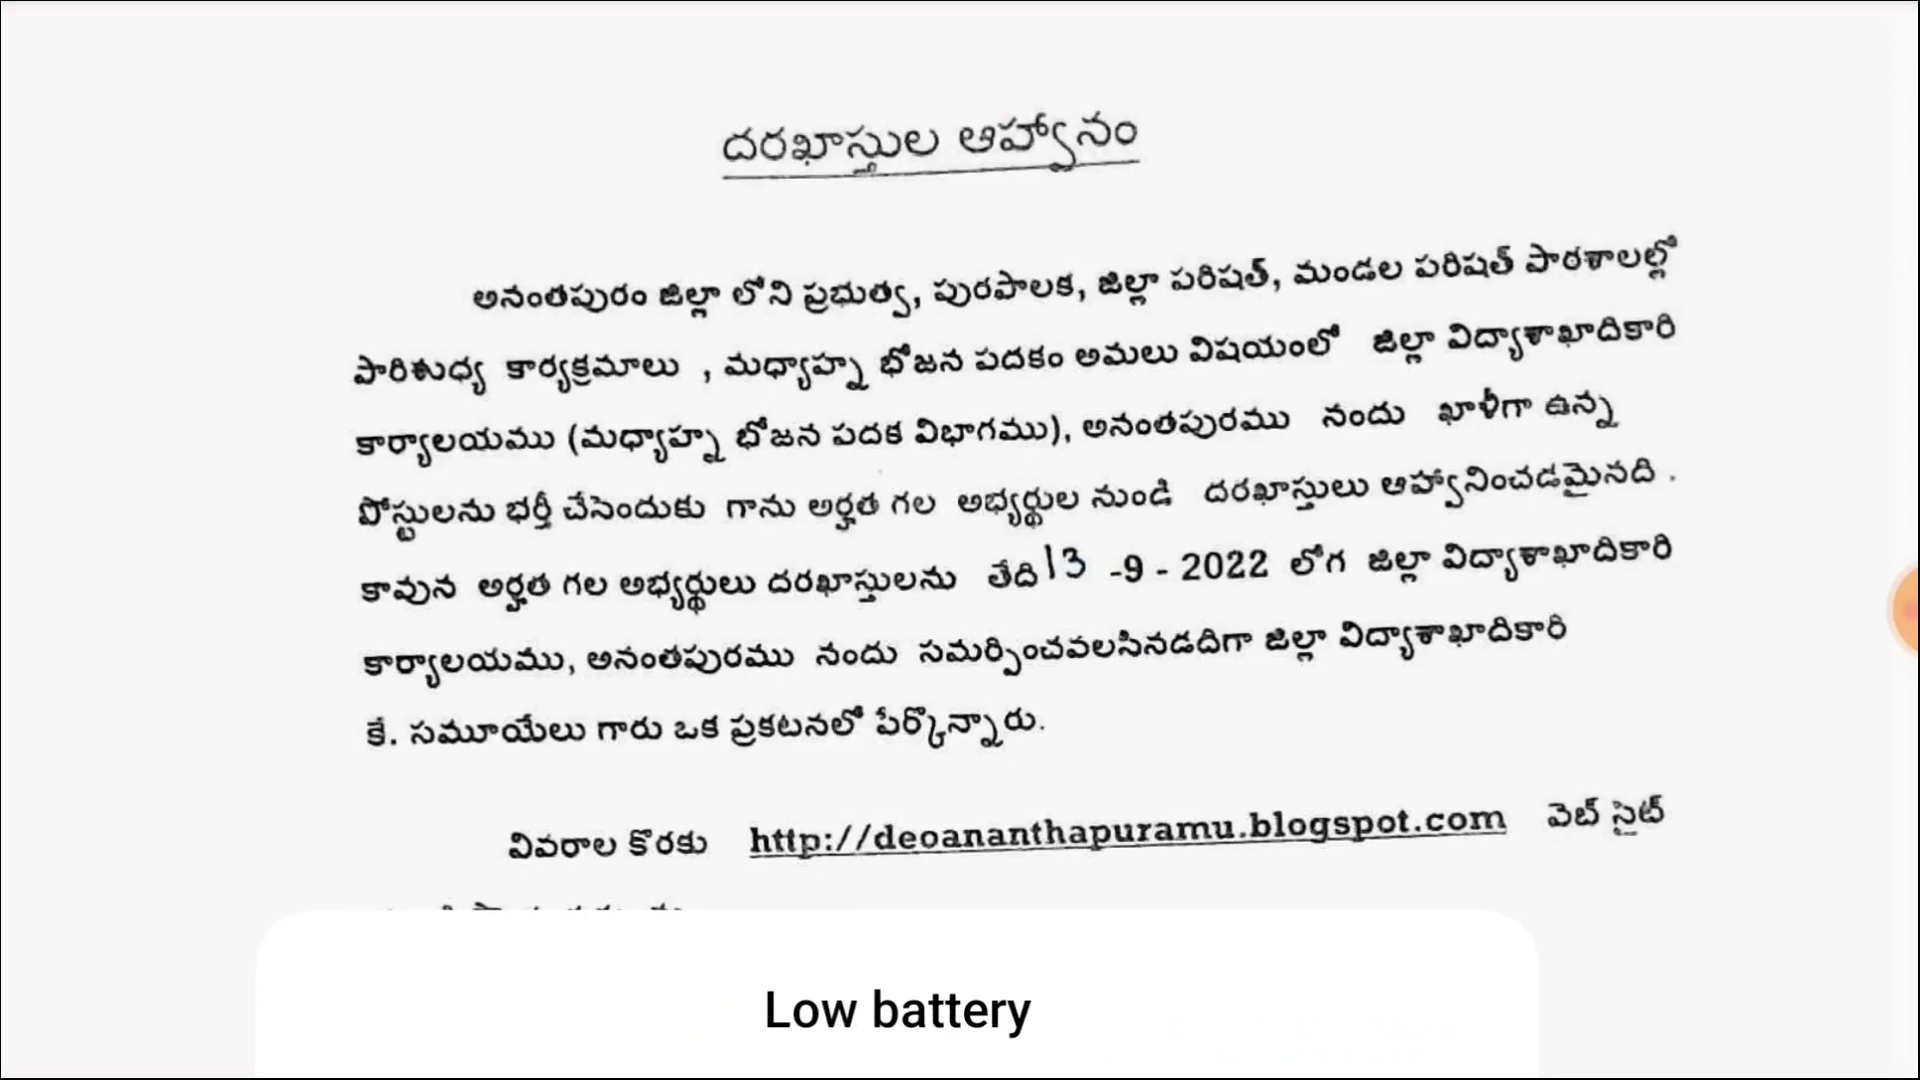 దరఖాస్తుల ఆహ్వానం
అనంతపురం జిల్లా లోని ప్రభుత్వ, పురపాలక, జిల్లా పరిషత్, మండల పరిషత్ పాఠశాలల్లో
పారిశుధ్య కార్యక్రమాలు , మధ్యాహ్న భోజన పదకం అమలు విషయంలో జిల్లా విద్యాశాఖాదికారి
కార్యాలయము (మధ్యాహ్న భోజన పదక విభాగము), అనంతపురము నందు ఖాళీగా ఉన్న
పోస్టులను భర్తీ చేసెందుకు గాను అర్హత గల అభ్యర్థుల నుండి దరఖాస్తులు ఆహ్వానించడమైనది .
కావున అర్హత గల అభ్యర్థులు దరఖాస్తులను తేది 13 -9 - 2022 లోగ జిల్లా విద్యాశాఖాదికారి
కార్యాలయము, అనంతపురము నందు సమర్పించవలసినడదిగా జిల్లా విద్యాశాఖాదికారి
కే. సమూయేలు గారు ఒక ప్రకటనలో పేర్కొన్నారు.
వివరాల కొరకు http://deoananthapuramu.blogspot.com వెబ్ సైట్
Low battery